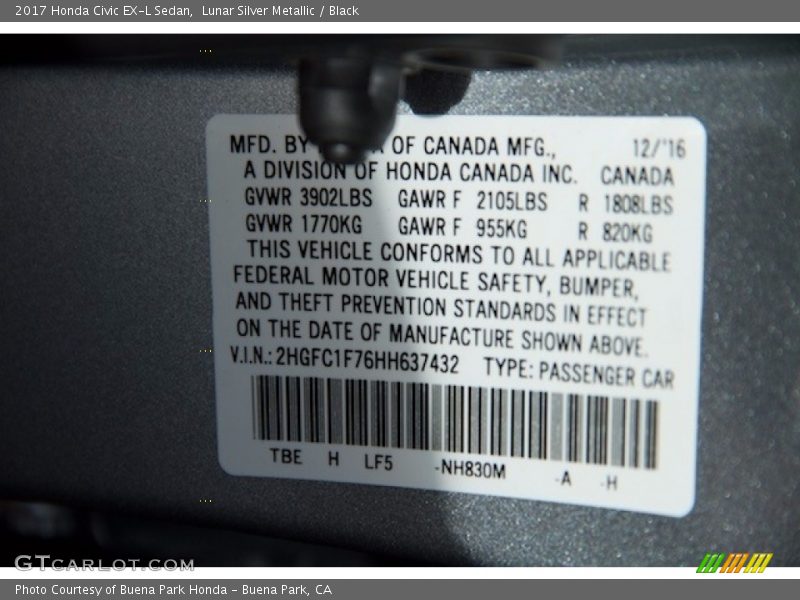 2017 Honda Civic EX-L Sedan, Lunar Silver Metallic / Black
MFD. BY OF CANADA MFG., 12/'16
A DIVISION OF HONDA CANADA INC. CANADA
GVWR 3902LBS GAWR F 2105LBS R 1808LBS
GVWR 1770KG GAWR F 955KG R 820KG
THIS VEHICLE CONFORMS TO ALL APPLICABLE
FEDERAL MOTOR VEHICLE SAFETY, BUMPER,
AND THEFT PREVENTION STANDARDS IN EFFECT
ON THE DATE OF MANUFACTURE SHOWN ABOVE.
V.I.N.: 2HGFC1F76HH637432 TYPE: PASSENGER CAR
TBE H LF5 -NH830M -A -H
GTCARLOT.COM
Photo Courtesy of Buena Park Honda - Buena Park, CA